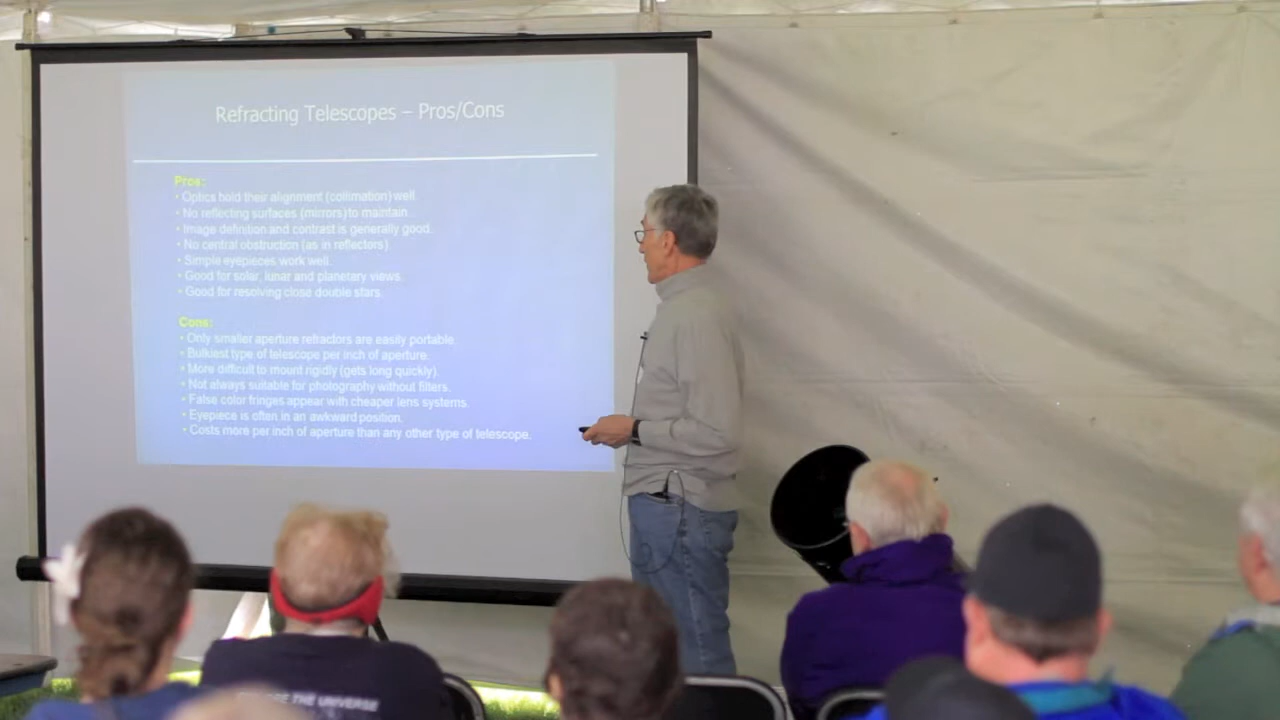 Refracting Telescopes – Pros/Cons
Pros:
• Optics hold their alignment (collimation) well.
• No reflecting surfaces (mirrors) to maintain.
• Image definition and contrast is generally good.
• No central obstruction (as in reflectors).
• Simple eyepieces work well.
• Good for solar, lunar and planetary views.
• Good for resolving close double stars.
Cons:
• Only smaller aperture refractors are easily portable.
• Bulkiest type of telescope per inch of aperture.
• More difficult to mount rigidly (gets long quickly).
• Not always suitable for photography without filters.
• False color fringes appear with cheaper lens systems.
• Eyepiece is often in an awkward position.
• Costs more per inch of aperture than any other type of telescope.
THE UNIVERSE